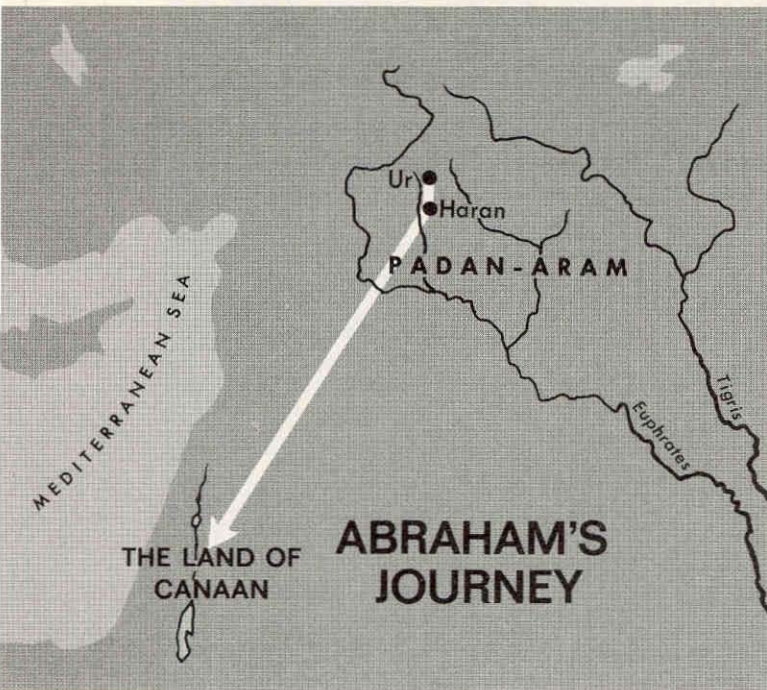 Ur
Haran
PADAN-ARAM
MEDITERRANEAN SEA
Tigris
Euphrates
THE LAND OF
CANAAN
ABRAHAM'S
JOURNEY